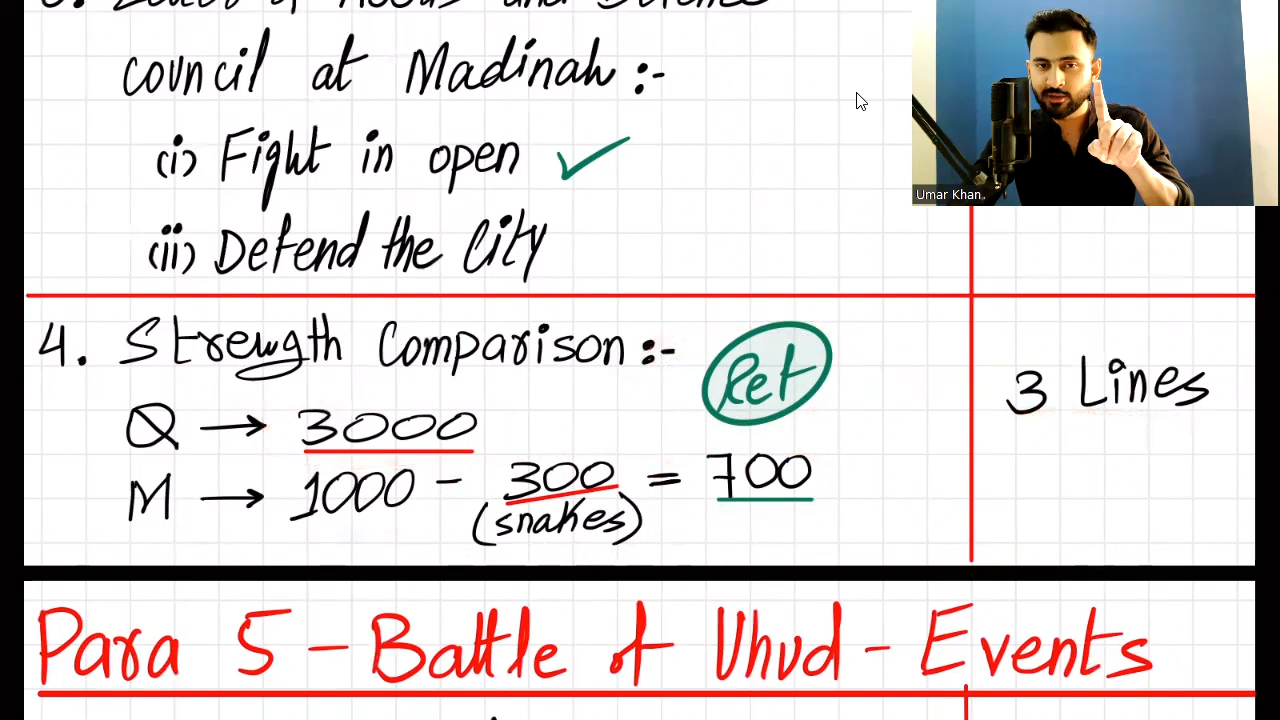 council at Madinah :-
(i) Fight in open ✓
(ii) Defend the City
4. Strength Comparison :-
Ref
Q → 3000
M → 1000 - 300 = 700
(snakes)
3 Lines
Para 5 - Battle of Uhud - Events
Umar Khan